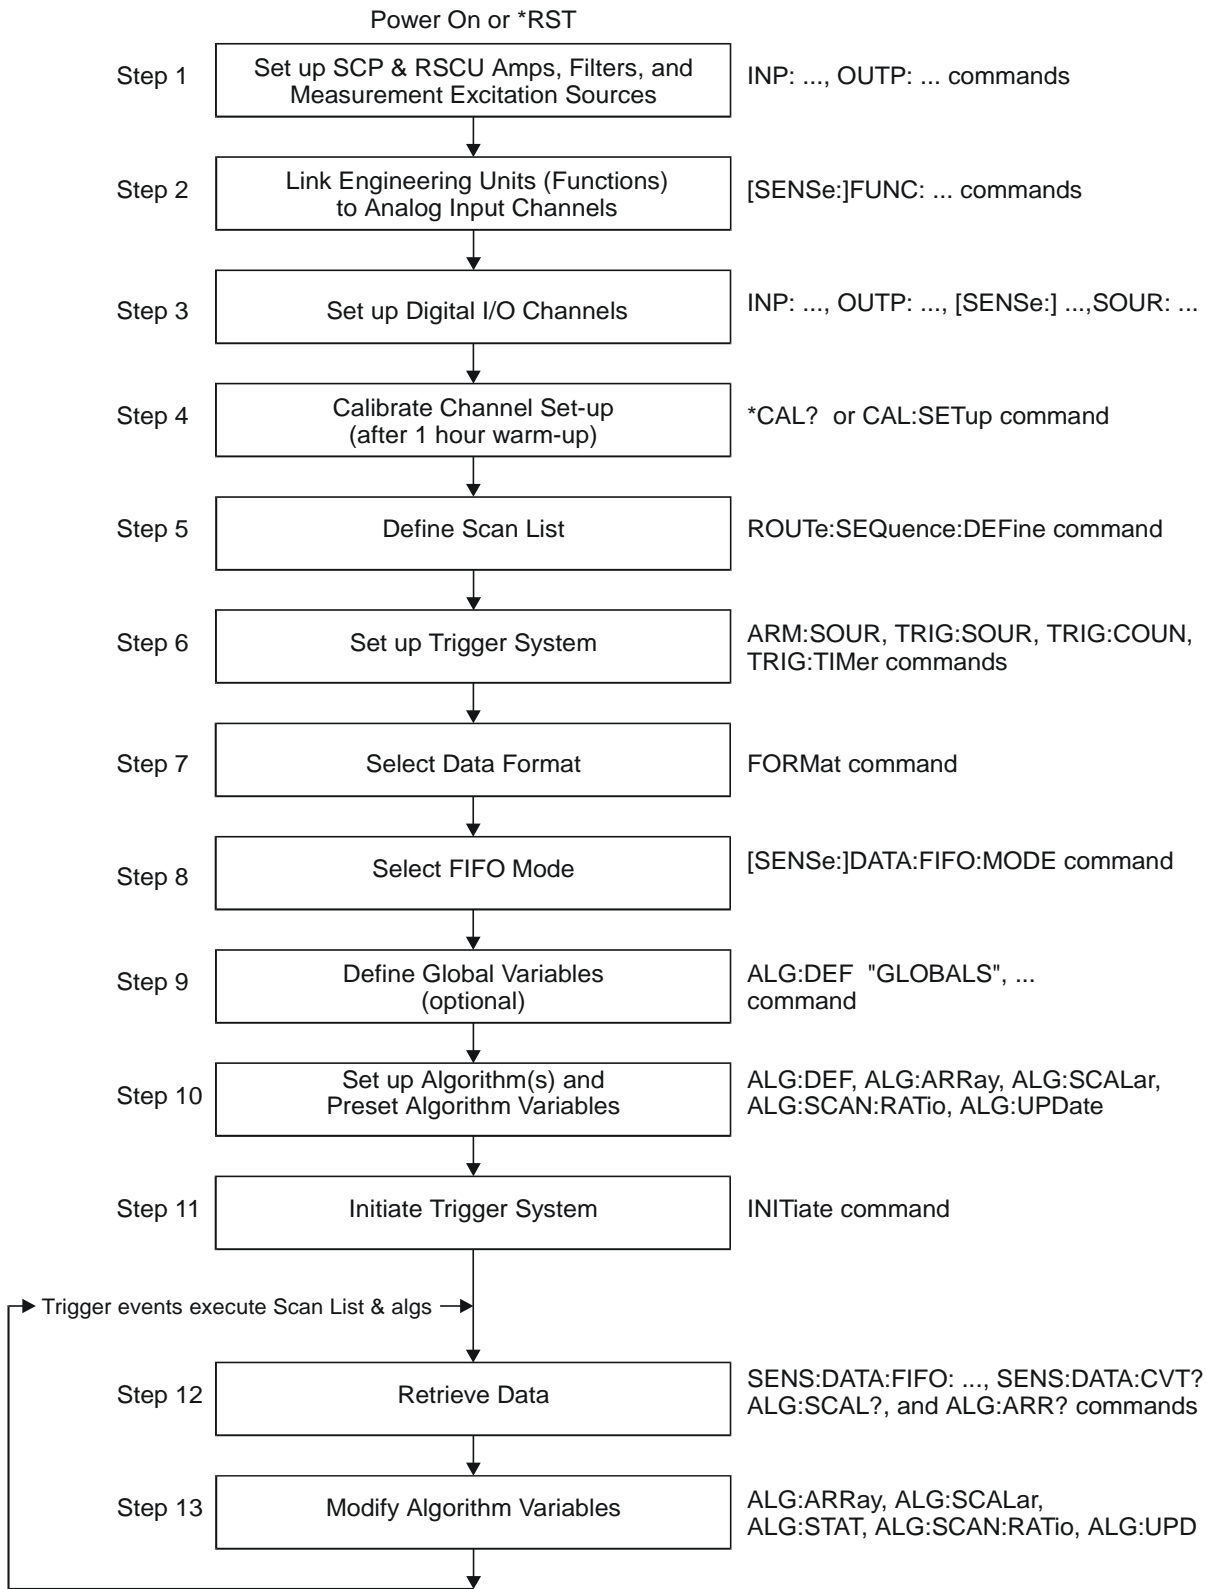 Power On or *RST
Step 1
Set up SCP & RSCU Amps, Filters, and
Measurement Excitation Sources
INP: ..., OUTP: ... commands
Step 2
Link Engineering Units (Functions)
to Analog Input Channels
[SENSe:]FUNC: ... commands
Step 3
Set up Digital I/O Channels
INP: ..., OUTP: ..., [SENSe:] ...,SOUR: ...
Step 4
Calibrate Channel Set-up
(after 1 hour warm-up)
*CAL? or CAL:SETup command
Step 5
Define Scan List
ROUTe:SEQuence:DEFine command
Step 6
Set up Trigger System
ARM:SOUR, TRIG:SOUR, TRIG:COUN,
TRIG:TIMer commands
Step 7
Select Data Format
FORMat command
Step 8
Select FIFO Mode
[SENSe:]DATA:FIFO:MODE command
Step 9
Define Global Variables
(optional)
ALG:DEF "GLOBALS", ...
command
Step 10
Set up Algorithm(s) and
Preset Algorithm Variables
ALG:DEF, ALG:ARRay, ALG:SCALar,
ALG:SCAN:RATio, ALG:UPDate
Step 11
Initiate Trigger System
INITiate command
Trigger events execute Scan List & algs
Step 12
Retrieve Data
SENS:DATA:FIFO: ..., SENS:DATA:CVT?
ALG:SCAL?, and ALG:ARR? commands
Step 13
Modify Algorithm Variables
ALG:ARRay, ALG:SCALar,
ALG:STAT, ALG:SCAN:RATio, ALG:UPD